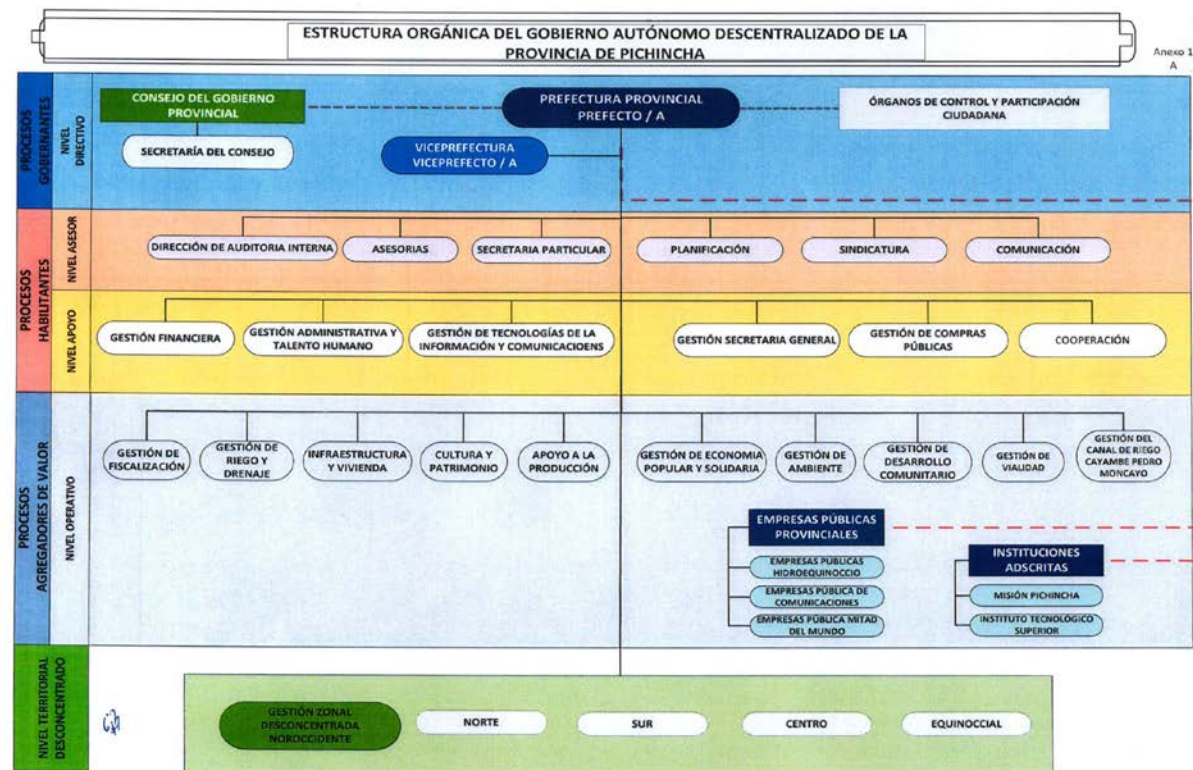 ESTRUCTURA ORGÁNICA DEL GOBIERNO AUTÓNOMO DESCENTRALIZADO DE LA
PROVINCIA DE PICHINCHA
Anexo 1
A
PROCESOS
GOBERNANTES
NIVEL
DIRECTIVO
CONSEJO DEL GOBIERNO
PROVINCIAL
SECRETARÍA DEL CONSEJO
PREFECTURA PROVINCIAL
PREFECTO / A
VICEPREFECTURA
VICEPREFECTO / A
ÓRGANOS DE CONTROL Y PARTICIPACIÓN
CIUDADANA
PROCESOS
HABILITANTES
NIVEL ASESOR
DIRECCIÓN DE AUDITORIA INTERNA
ASESORIAS
SECRETARIA PARTICULAR
PLANIFICACIÓN
SINDICATURA
COMUNICACIÓN
NIVEL APOYO
GESTIÓN FINANCIERA
GESTIÓN ADMINISTRATIVA Y
TALENTO HUMANO
GESTIÓN DE TECNOLOGÍAS DE LA
INFORMACIÓN Y COMUNICACIOENS
GESTIÓN SECRETARIA GENERAL
GESTIÓN DE COMPRAS
PÚBLICAS
COOPERACIÓN
PROCESOS
AGREGADORES DE VALOR
NIVEL OPERATIVO
GESTIÓN DE
FISCALIZACIÓN
GESTIÓN DE
RIEGO Y
DRENAJE
INFRAESTRUCTURA
Y VIVIENDA
CULTURA Y
PATRIMONIO
APOYO A LA
PRODUCCIÓN
GESTIÓN DE ECONOMIA
POPULAR Y SOLIDARIA
GESTIÓN DE
AMBIENTE
GESTIÓN DE
DESARROLLO
COMUNITARIO
GESTIÓN DE
VIALIDAD
GESTIÓN DEL
CANAL DE RIEGO
CAYAMBE PEDRO
MONCAYO
EMPRESAS PÚBLICAS
PROVINCIALES
EMPRESAS PUBLICAS
HIDROEQUINOCCIO
EMPRESAS PÚBLICA DE
COMUNICACIONES
EMPRESAS PÚBLICA MITAD
DEL MUNDO
INSTITUCIONES
ADSCRITAS
MISIÓN PICHINCHA
INSTITUTO TECNOLOGICO
SUPERIOR
NIVEL TERRITORIAL
DESCONCENTRADO
GESTIÓN ZONAL
DESCONCENTRADA
NOROCCIDENTE
NORTE
SUR
CENTRO
EQUINOCCIAL